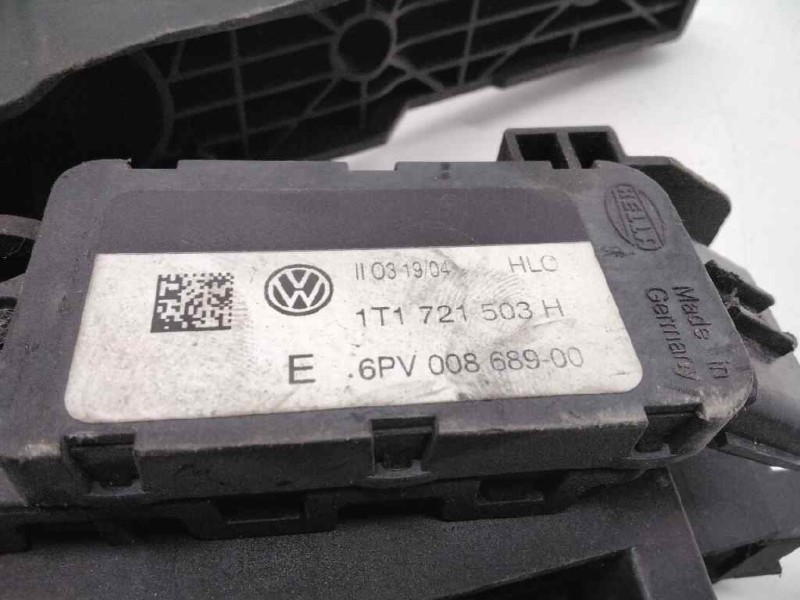 II 03 19/04 HLO
1T1 721 503 H
E .6PV 008 689-00
HELLA
Made in
Germany